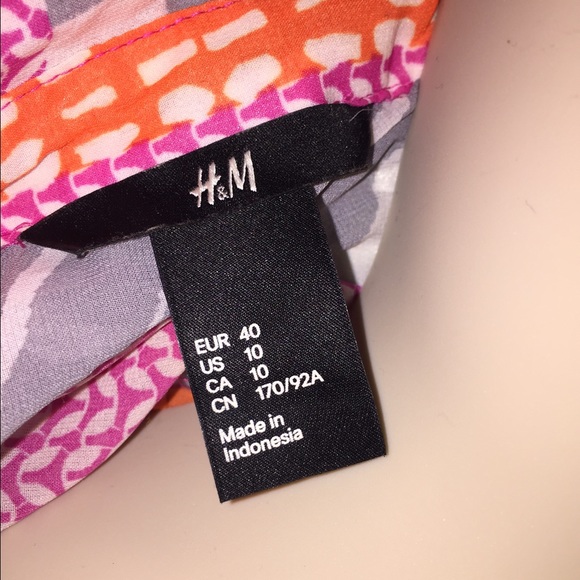 H&M
EUR 40
US 10
CA 10
CN 170/92A
Made in
Indonesia